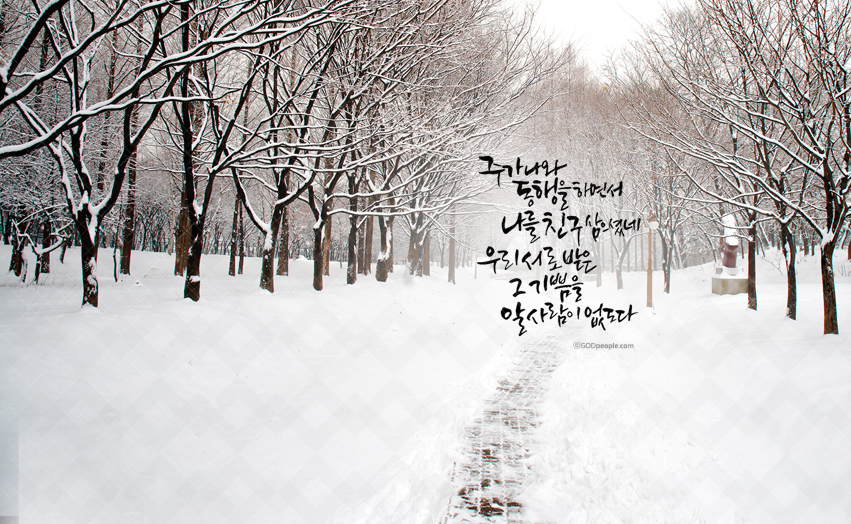 주가 나와
동행을 하면서
나를 친구 삼으셨네
우리 서로 받은
그 기쁨을
알 사람이 없도다
ⓒGODpeople.com